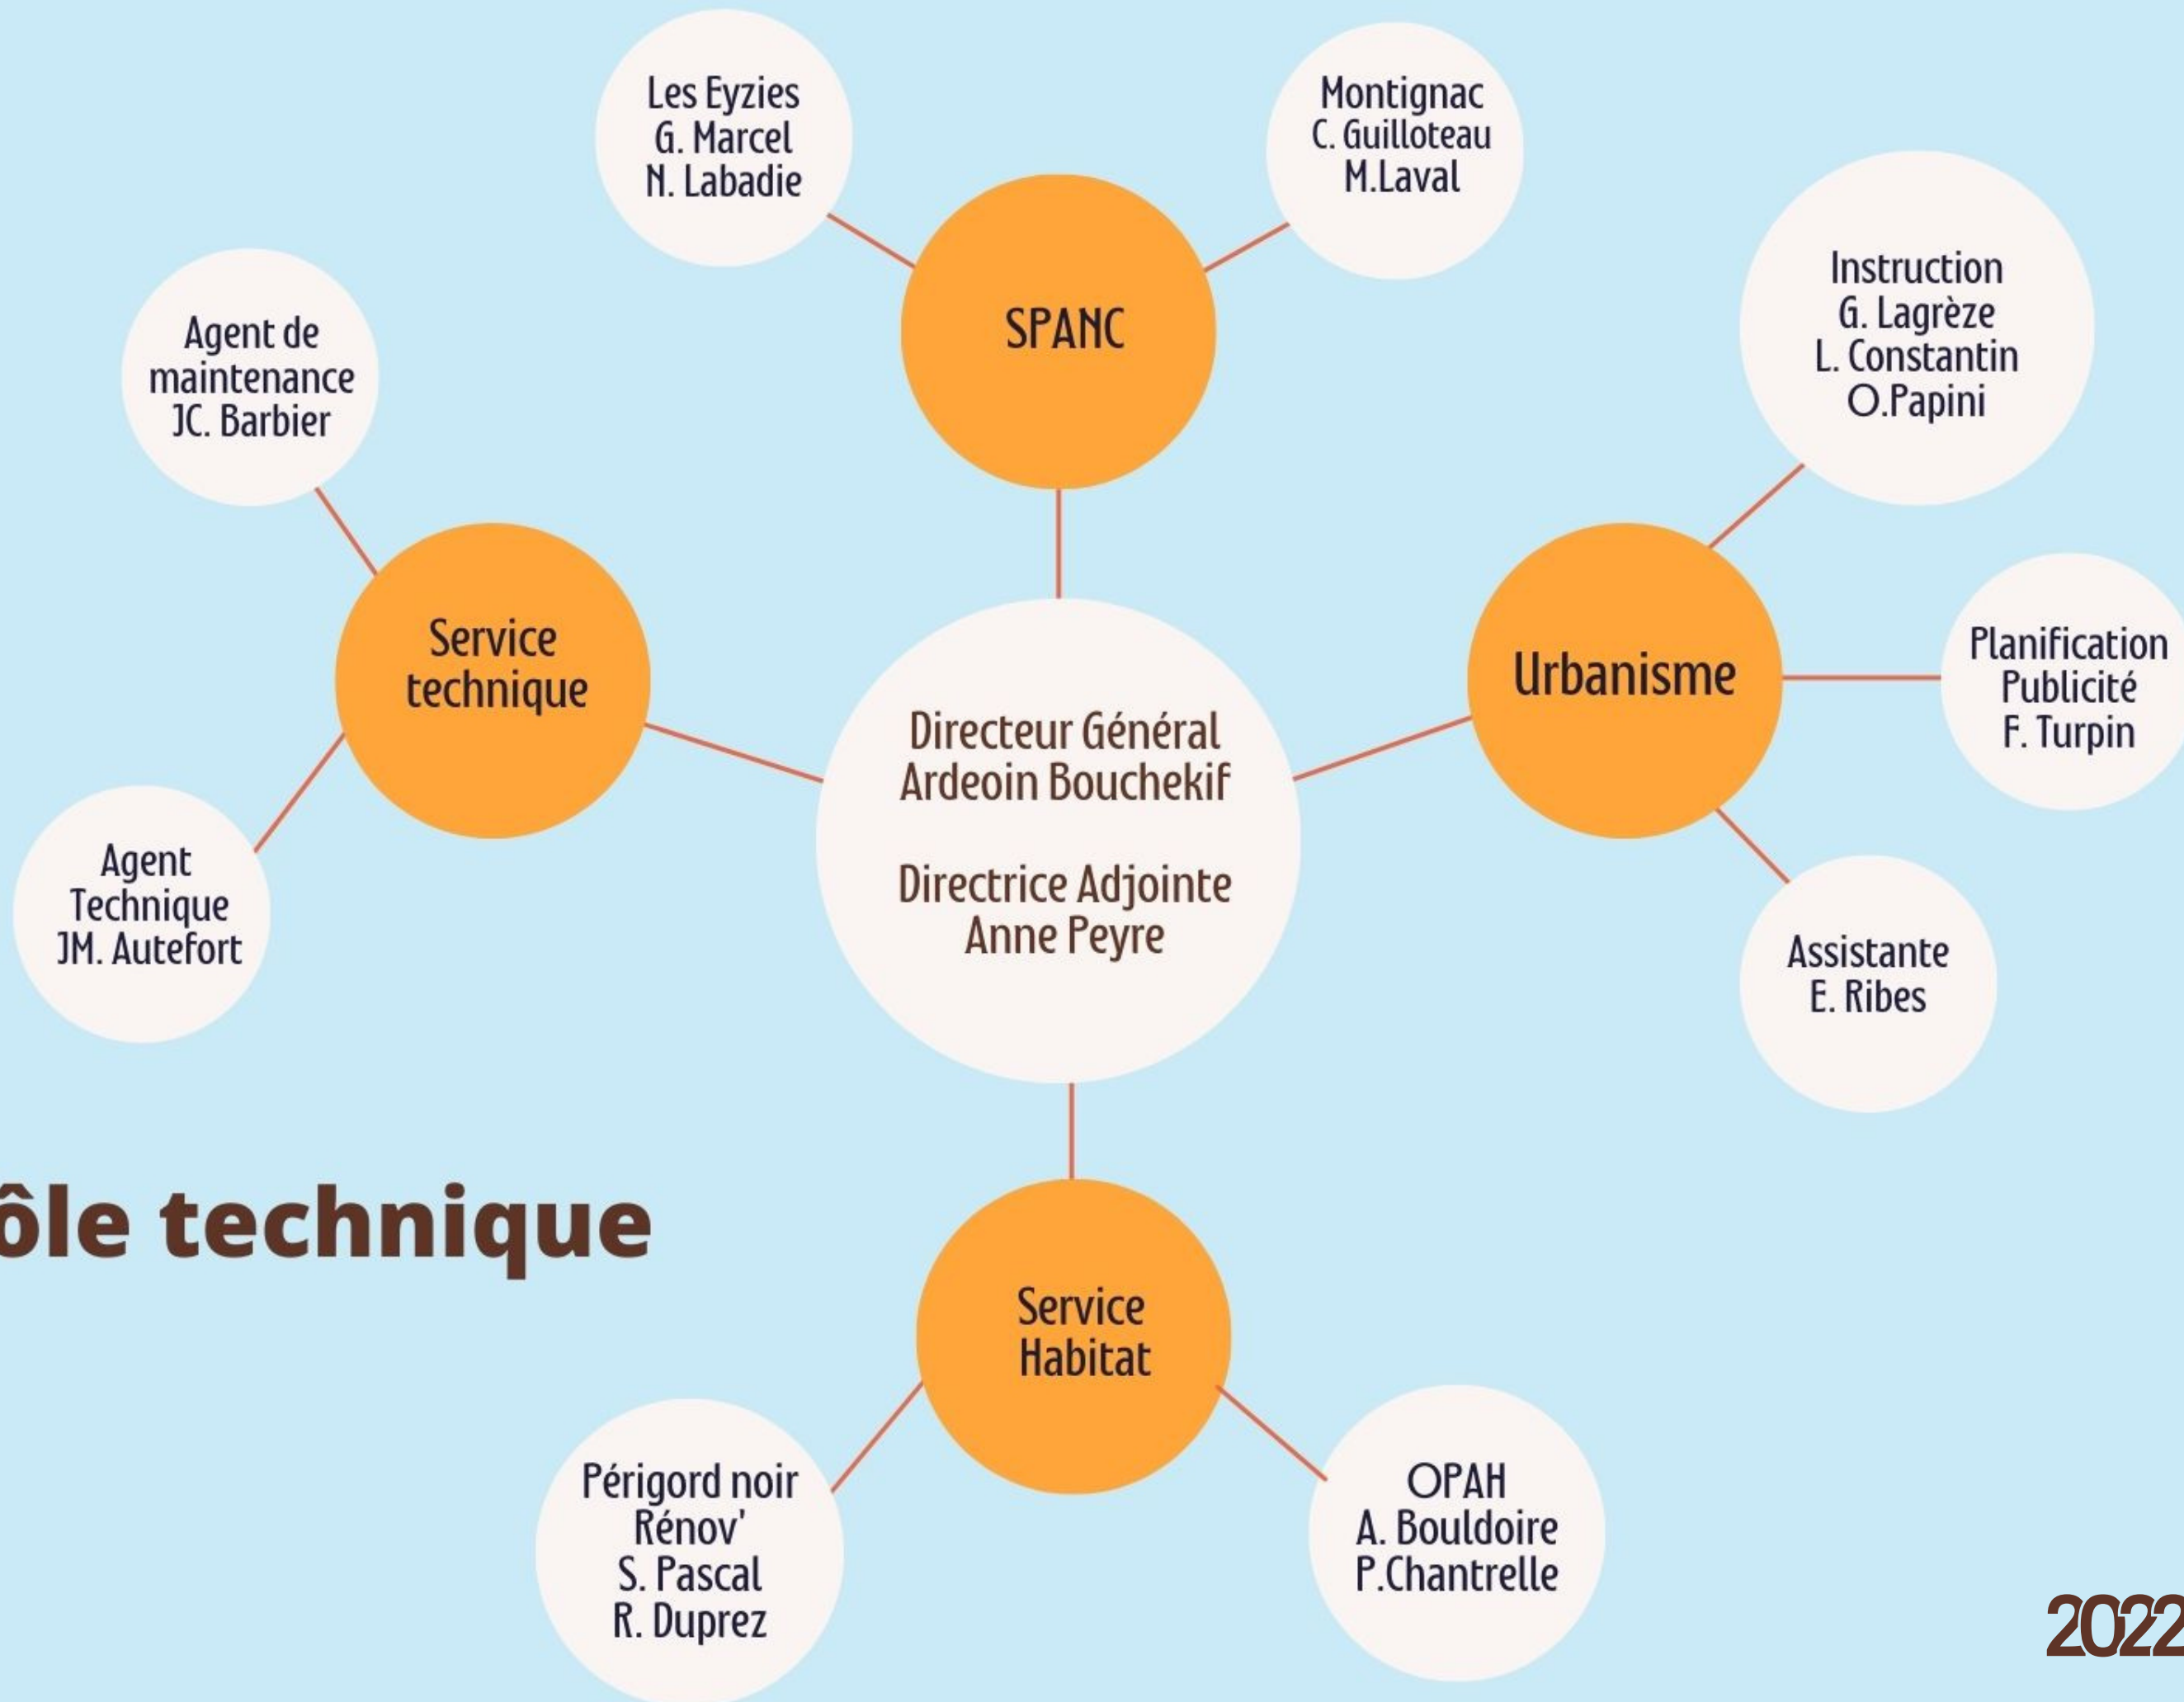 Les Eyzies
G. Marcel
N. Labadie
Montignac
C. Guilloteau
M.Laval
SPANC
Instruction
G. Lagrèze
L. Constantin
O.Papini
Agent de
maintenance
JC. Barbier
Service
technique
Urbanisme
Planification
Publicité
F. Turpin
Directeur Général
Ardeoin Bouchekif
Directrice Adjointe
Anne Peyre
Agent
Technique
JM. Autefort
Assistante
E. Ribes
ôle technique
Service
Habitat
Périgord noir
Rénov'
S. Pascal
R. Duprez
OPAH
A. Bouldoire
P.Chantrelle
2022